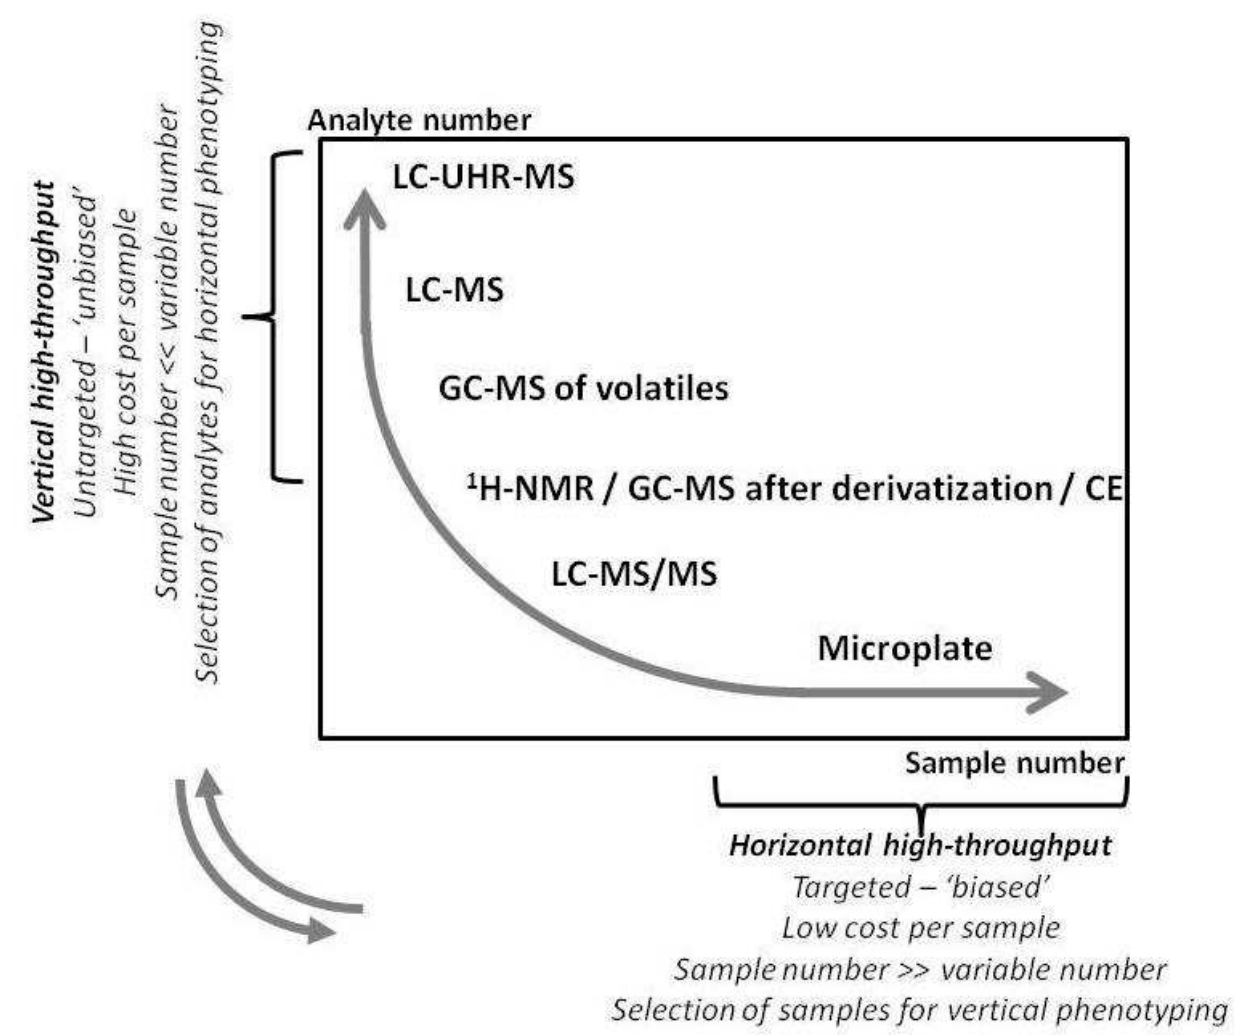 Analyte number
LC-UHR-MS
LC-MS
GC-MS of volatiles
¹H-NMR / GC-MS after derivatization / CE
LC-MS/MS
Microplate
Sample number
Vertical high-throughput
Untargeted – ‘unbiased’
High cost per sample
Sample number << variable number
Selection of analytes for horizontal phenotyping
Horizontal high-throughput
Targeted – ‘biased’
Low cost per sample
Sample number >> variable number
Selection of samples for vertical phenotyping